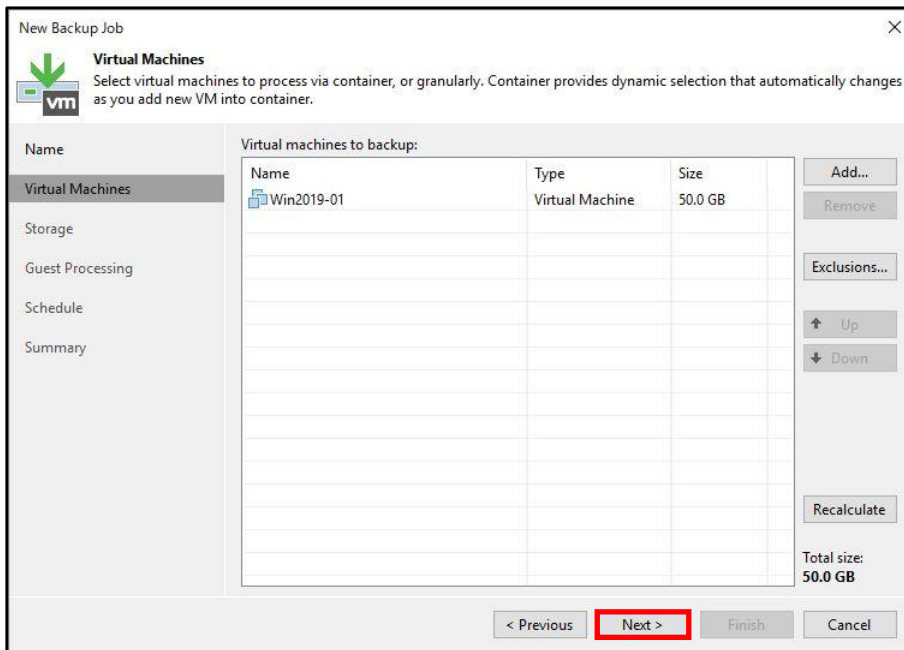 New Backup Job
Virtual Machines
Select virtual machines to process via container, or granularly. Container provides dynamic selection that automatically changes
as you add new VM into container.
vm
Name
Virtual Machines
Storage
Guest Processing
Schedule
Summary
Virtual machines to backup:
Name Type Size
Win2019-01 Virtual Machine 50.0 GB
Add...
Remove
Exclusions...
Up
Down
Recalculate
Total size:
50.0 GB
< Previous Next > Finish Cancel